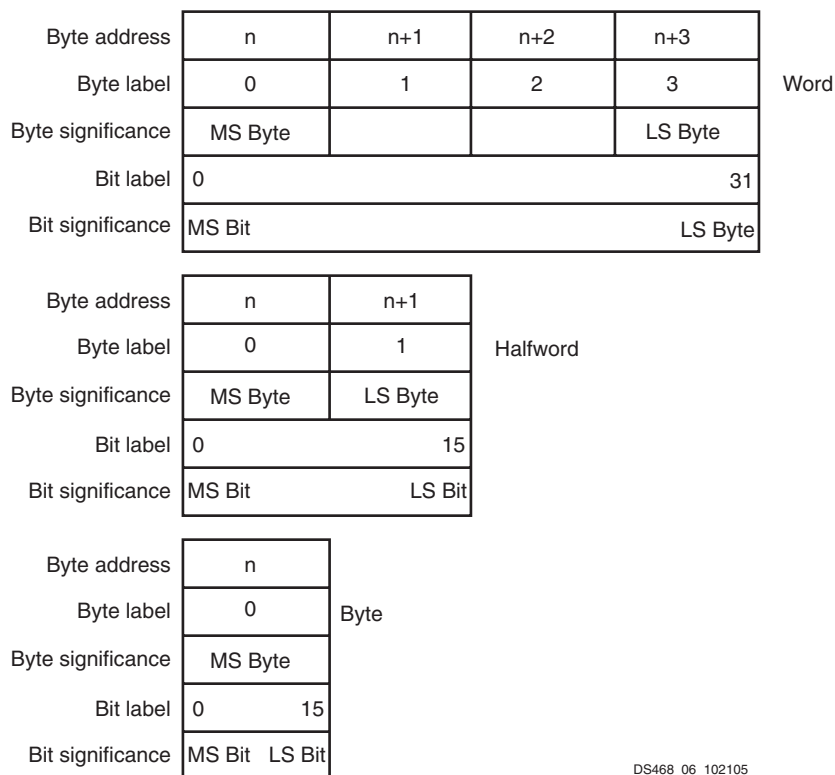 Byte address n n+1 n+2 n+3
Byte label 0 1 2 3 Word
Byte significance MS Byte LS Byte
Bit label 0 31
Bit significance MS Bit LS Byte
Byte address n n+1
Byte label 0 1 Halfword
Byte significance MS Byte LS Byte
Bit label 0 15
Bit significance MS Bit LS Bit
Byte address n
Byte label 0 Byte
Byte significance MS Byte
Bit label 0 15
Bit significance MS Bit LS Bit
DS468_06_102105